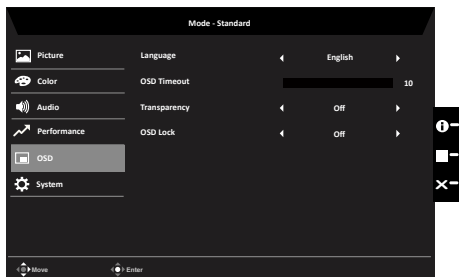 Mode - Standard
Picture
Language English
Color
OSD Timeout 10
Audio
Transparency Off
Performance
OSD Lock Off
OSD
System
Move Enter